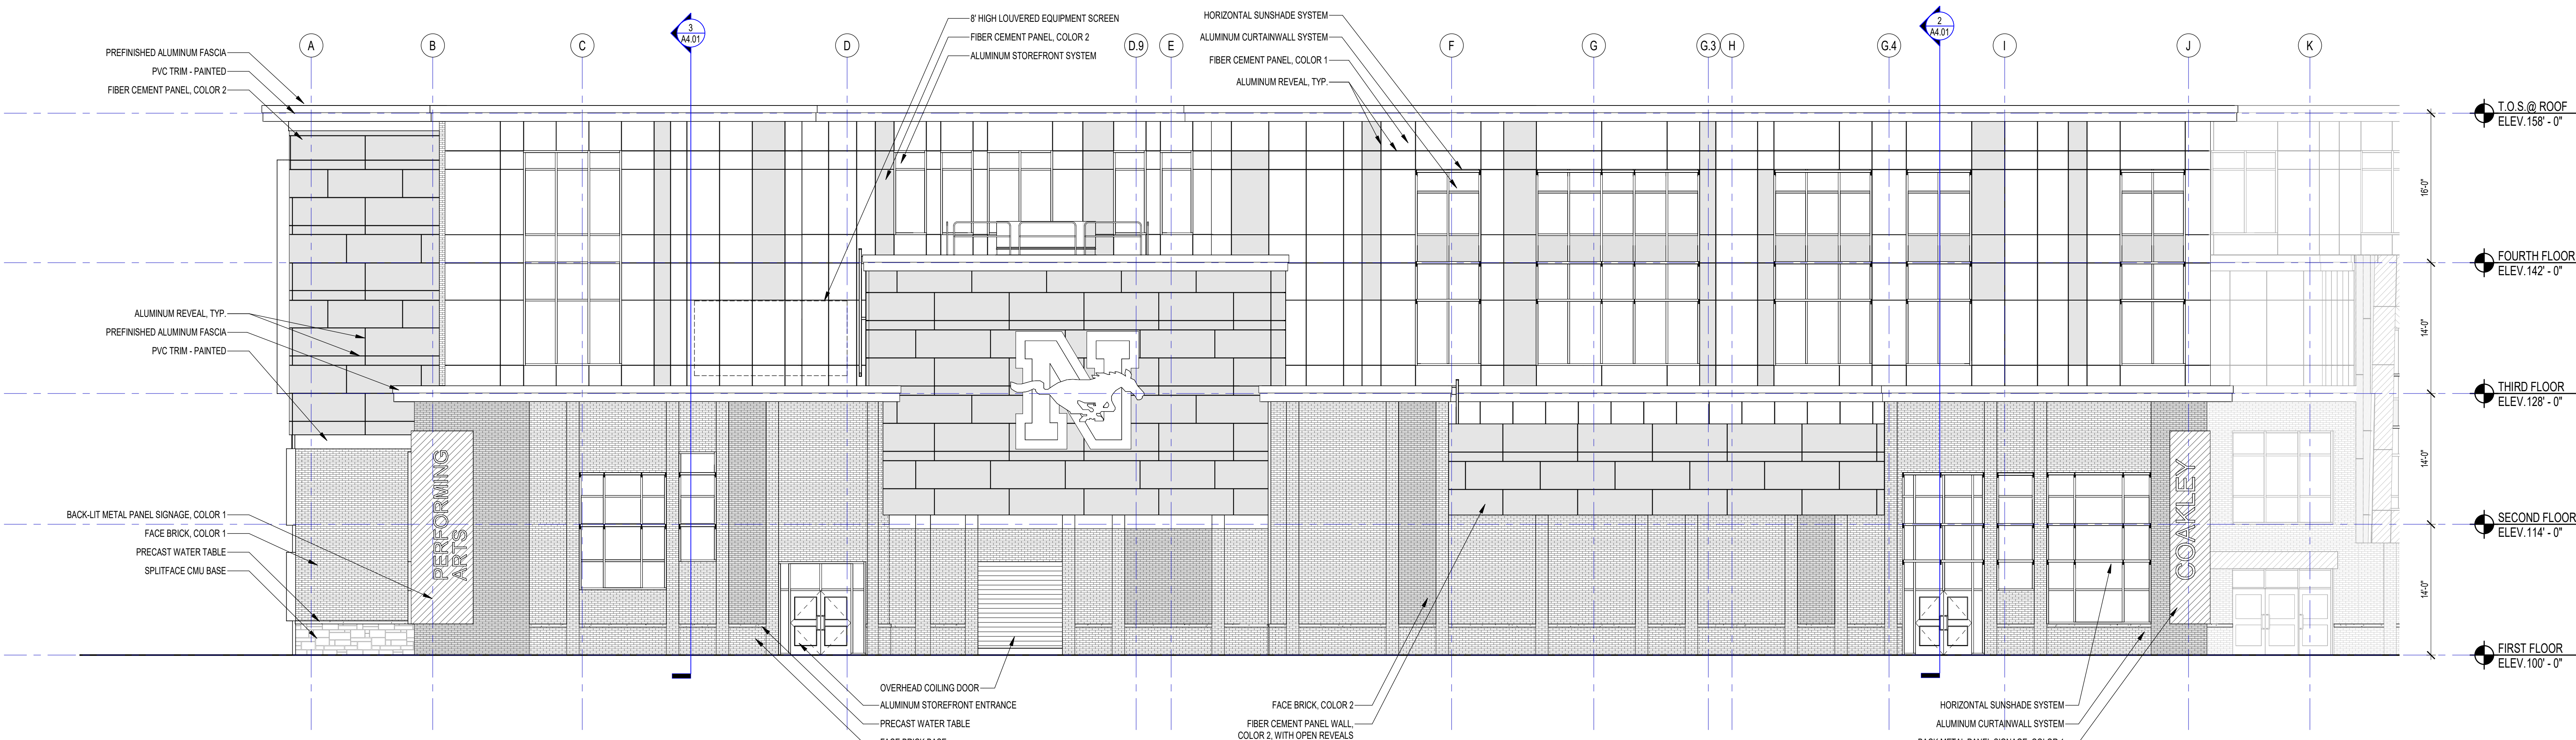 3
A4.01
2
A4.01
A
B
C
D
D.9
E
F
G
G.3
H
G.4
I
J
K
PREFINISHED ALUMINUM FASCIA
PVC TRIM - PAINTED
FIBER CEMENT PANEL, COLOR 2
8' HIGH LOUVERED EQUIPMENT SCREEN
FIBER CEMENT PANEL, COLOR 2
ALUMINUM STOREFRONT SYSTEM
HORIZONTAL SUNSHADE SYSTEM
ALUMINUM CURTAINWALL SYSTEM
FIBER CEMENT PANEL, COLOR 1
ALUMINUM REVEAL, TYP.
T.O.S.@ ROOF
ELEV.158' - 0"
16'-0"
FOURTH FLOOR
ELEV.142' - 0"
14'-0"
THIRD FLOOR
ELEV.128' - 0"
14'-0"
SECOND FLOOR
ELEV.114' - 0"
14'-0"
FIRST FLOOR
ELEV.100' - 0"
ALUMINUM REVEAL, TYP.
PREFINISHED ALUMINUM FASCIA
PVC TRIM - PAINTED
N
PERFORMING
ARTS
COAKLEY
BACK-LIT METAL PANEL SIGNAGE, COLOR 1
FACE BRICK, COLOR 1
PRECAST WATER TABLE
SPLITFACE CMU BASE
OVERHEAD COILING DOOR
ALUMINUM STOREFRONT ENTRANCE
PRECAST WATER TABLE
FACE BRICK, COLOR 2
FIBER CEMENT PANEL WALL,
COLOR 2, WITH OPEN REVEALS
HORIZONTAL SUNSHADE SYSTEM
ALUMINUM CURTAINWALL SYSTEM